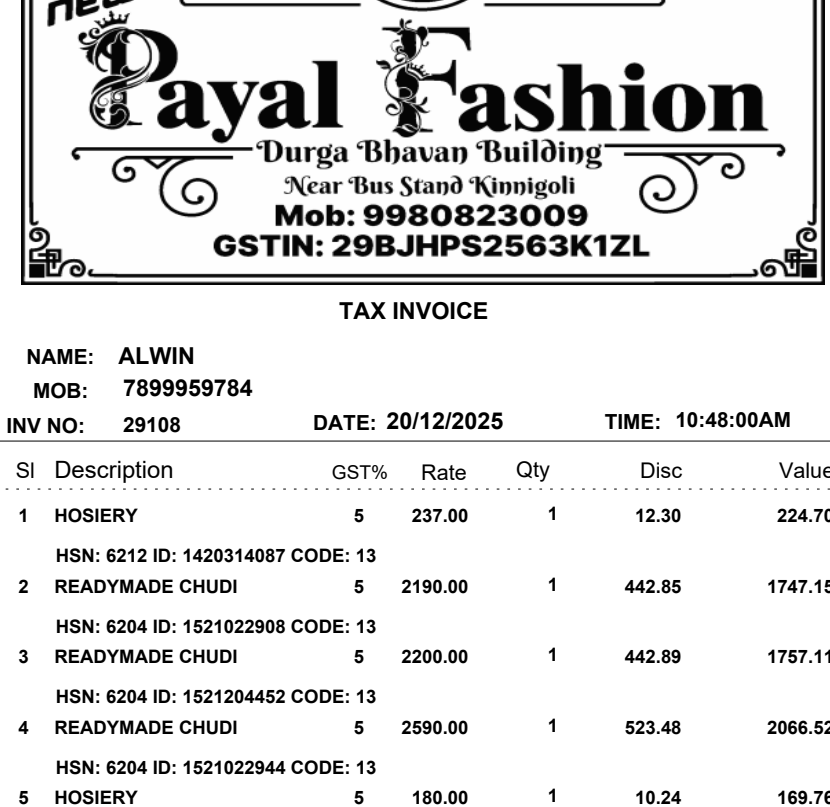 new
Payal Fashion
Durga Bhavan Building
Near Bus Stand Kinnigoli
Mob: 9980823009
GSTIN: 29BJHPS2563K1ZL
TAX INVOICE
NAME: ALWIN
MOB: 7899959784
INV NO: 29108 DATE: 20/12/2025 TIME: 10:48:00AM
Sl Description GST% Rate Qty Disc Value
1 HOSIERY 5 237.00 1 12.30 224.70
HSN: 6212 ID: 1420314087 CODE: 13
2 READYMADE CHUDI 5 2190.00 1 442.85 1747.15
HSN: 6204 ID: 1521022908 CODE: 13
3 READYMADE CHUDI 5 2200.00 1 442.89 1757.11
HSN: 6204 ID: 1521204452 CODE: 13
4 READYMADE CHUDI 5 2590.00 1 523.48 2066.52
HSN: 6204 ID: 1521022944 CODE: 13
5 HOSIERY 5 180.00 1 10.24 169.76